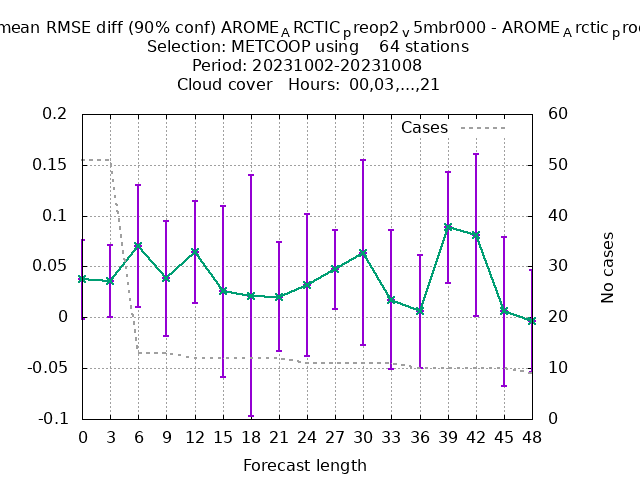 mean RMSE diff (90% conf) AROME_ARCTIC_preop2_v5mbr000 - AROME_Arctic_pro
Selection: METCOOP using 64 stations
Period: 20231002-20231008
Cloud cover Hours: 00,03,...,21
Cases
0.2
0.15
0.1
0.05
0
-0.05
-0.1
60
50
40
30
20
10
0
No cases
0 3 6 9 12 15 18 21 24 27 30 33 36 39 42 45 48
Forecast length